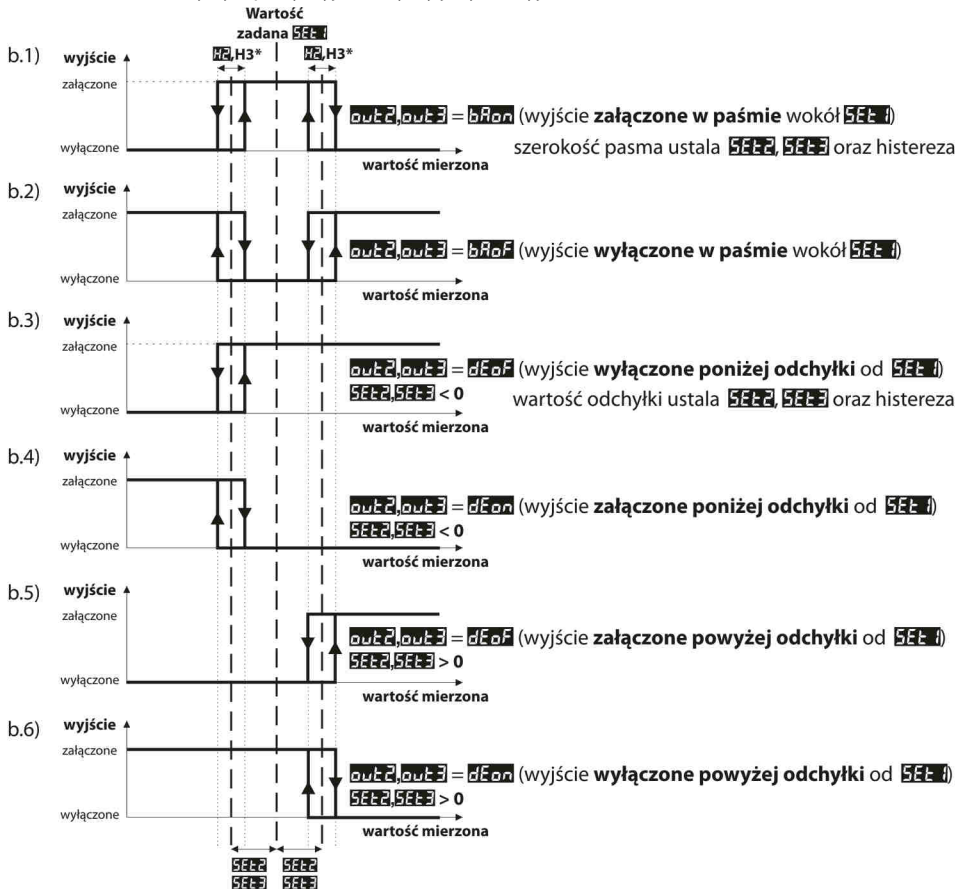 Wartość
zadana SEt1
H2,H3* H2,H3*
b.1) wyjście
załączone
out2,out3 = bAon (wyjście załączone w paśmie wokół SEt1)
szerokość pasma ustala SEt2, SEt3 oraz histereza
wyłączone
wartość mierzona
b.2) wyjście
załączone
out2,out3 = bAoF (wyjście wyłączone w paśmie wokół SEt1)
wyłączone
wartość mierzona
b.3) wyjście
załączone
out2,out3 = dEoF (wyjście wyłączone poniżej odchyłki od SEt1)
SEt2,SEt3 < 0 wartość odchyłki ustala SEt2, SEt3 oraz histereza
wyłączone
wartość mierzona
b.4) wyjście
załączone
out2,out3 = dEon (wyjście załączone poniżej odchyłki od SEt1)
SEt2,SEt3 < 0
wyłączone
wartość mierzona
b.5) wyjście
załączone
out2,out3 = dEoF (wyjście załączone powyżej odchyłki od SEt1)
SEt2,SEt3 > 0
wyłączone
wartość mierzona
b.6) wyjście
załączone
out2,out3 = dEon (wyjście wyłączone powyżej odchyłki od SEt1)
SEt2,SEt3 > 0
wyłączone
wartość mierzona
SEt2 SEt2
SEt3 SEt3